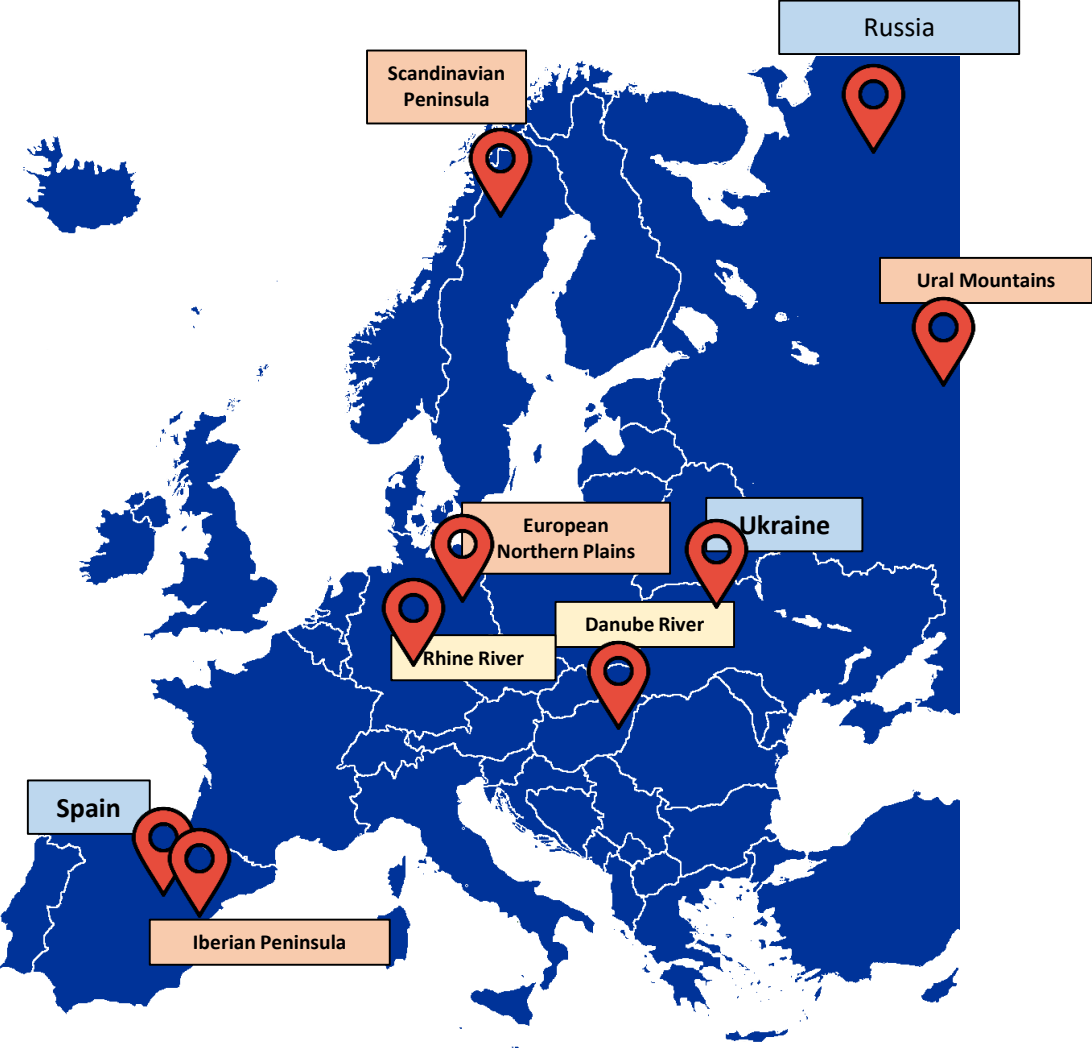 Russia
Scandinavian
Peninsula
Ural Mountains
European
Northern Plains
Ukraine
Danube River
Rhine River
Spain
Iberian Peninsula